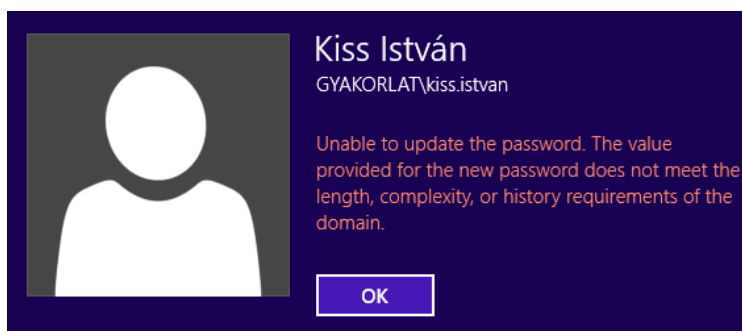 Kiss István
GYAKORLAT\kiss.istvan
Unable to update the password. The value
provided for the new password does not meet the
length, complexity, or history requirements of the
domain.
OK